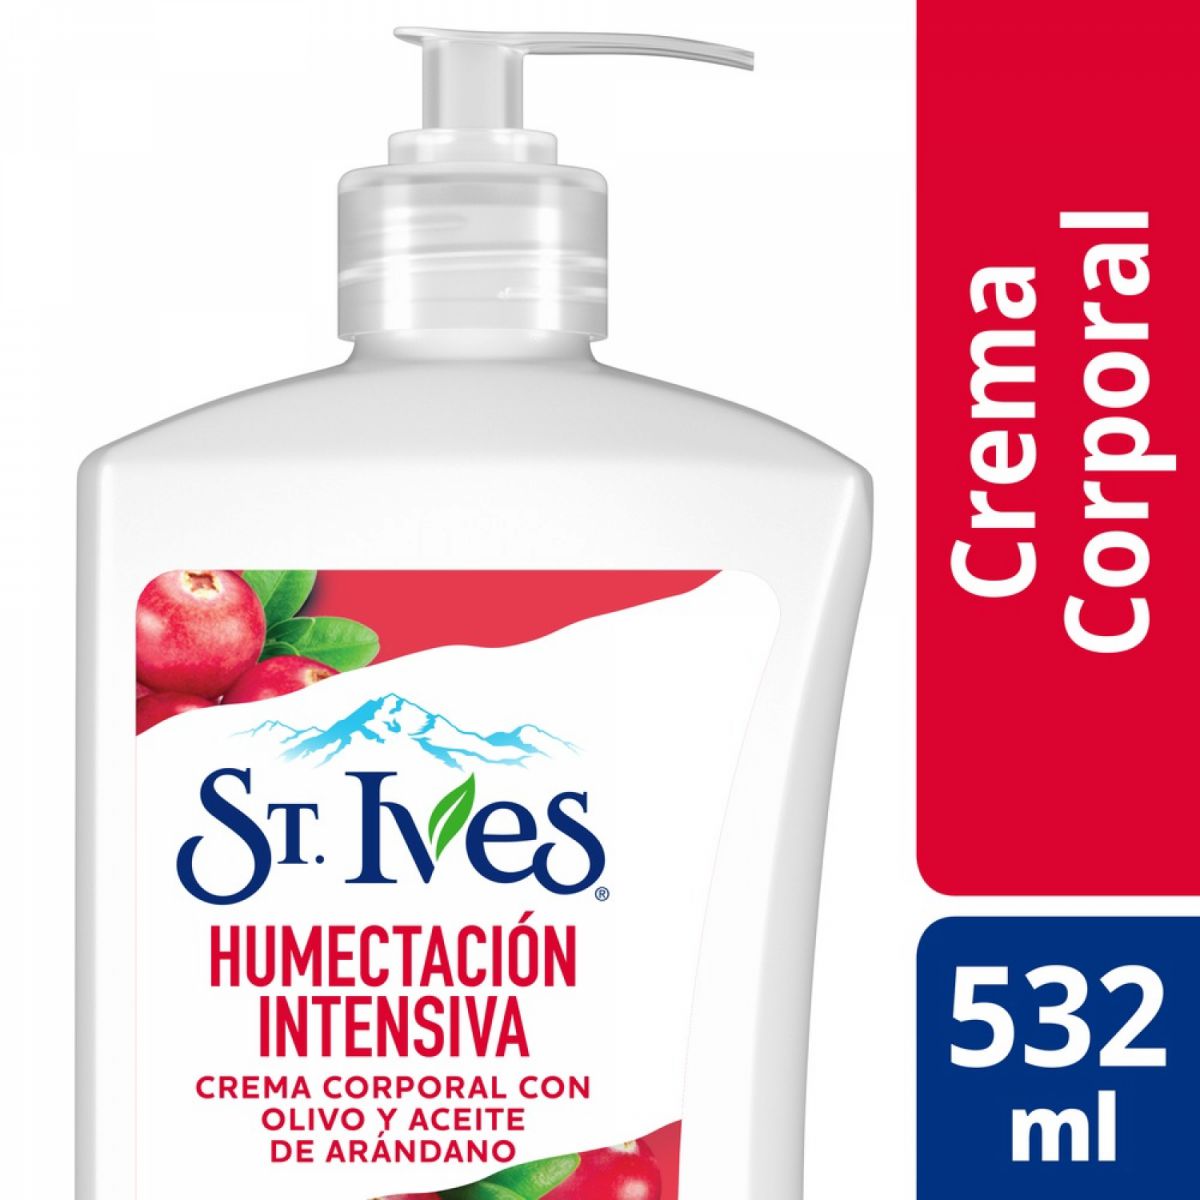 ST. IVES®
HUMECTACIÓN
INTENSIVA
CREMA CORPORAL CON
OLIVO Y ACEITE
DE ARÁNDANO
Crema
Corporal
532
ml